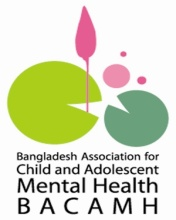 Bangladesh Association for
Child and Adolescent
Mental Health
BACAMH